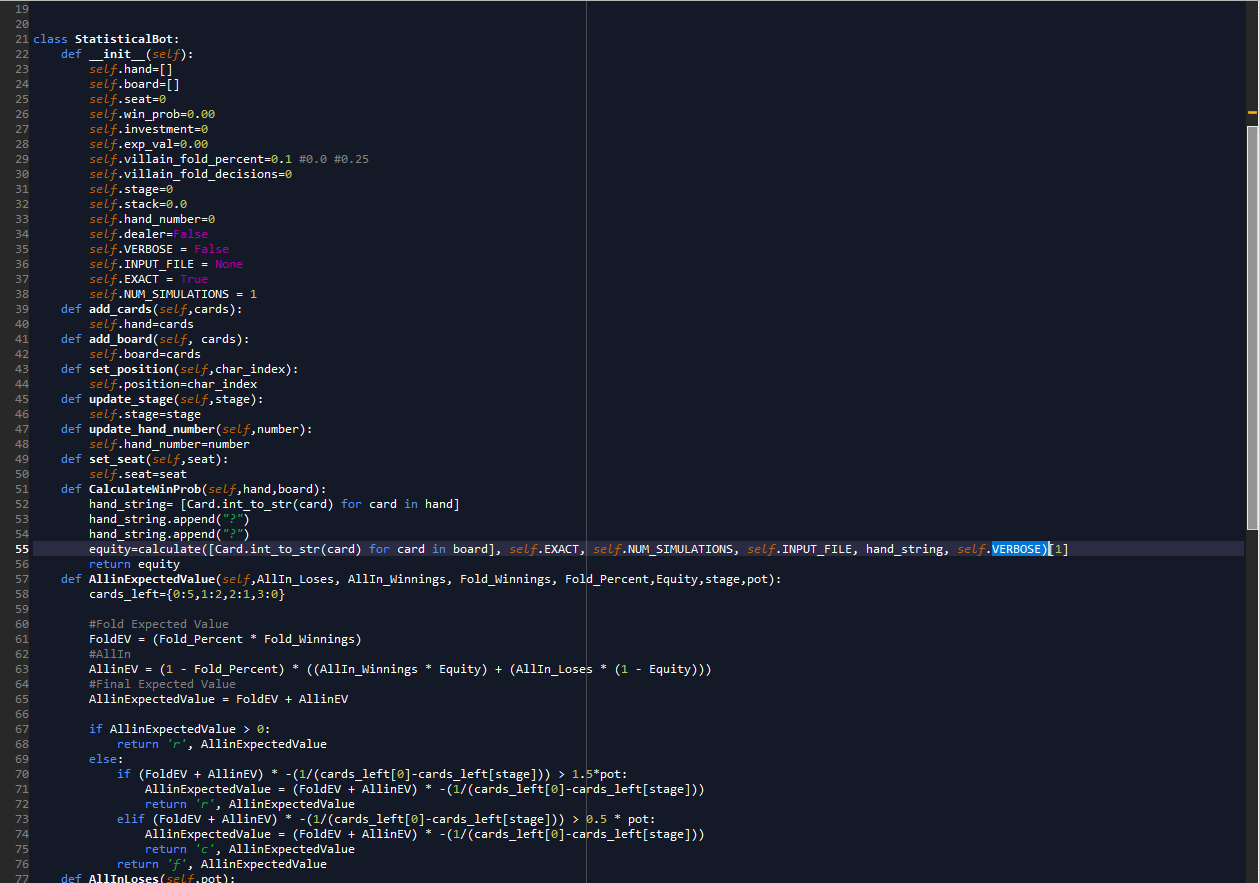 19
20
21 class StatisticalBot:
22     def __init__(self):
23         self.hand=[]
24         self.board=[]
25         self.seat=0
26         self.win_prob=0.00
27         self.investment=0
28         self.exp_val=0.00
29         self.villain_fold_percent=0.1 #0.0 #0.25
30         self.villain_fold_decisions=0
31         self.stage=0
32         self.stack=0.0
33         self.hand_number=0
34         self.dealer=False
35         self.VERBOSE = False
36         self.INPUT_FILE = None
37         self.EXACT = True
38         self.NUM_SIMULATIONS = 1
39     def add_cards(self,cards):
40         self.hand=cards
41     def add_board(self, cards):
42         self.board=cards
43     def set_position(self,char_index):
44         self.position=char_index
45     def update_stage(self,stage):
46         self.stage=stage
47     def update_hand_number(self,number):
48         self.hand_number=number
49     def set_seat(self,seat):
50         self.seat=seat
51     def CalculateWinProb(self,hand,board):
52         hand_string= [Card.int_to_str(card) for card in hand]
53         hand_string.append("?")
54         hand_string.append("?")
55         equity=calculate([Card.int_to_str(card) for card in board], self.EXACT, self.NUM_SIMULATIONS, self.INPUT_FILE, hand_string, self.VERBOSE)[1]
56         return equity
57     def AllinExpectedValue(self,AllIn_Loses, AllIn_Winnings, Fold_Winnings, Fold_Percent,Equity,stage,pot):
58         cards_left={0:5,1:2,2:1,3:0}
59
60         #Fold Expected Value
61         FoldEV = (Fold_Percent * Fold_Winnings)
62         #AllIn
63         AllinEV = (1 - Fold_Percent) * ((AllIn_Winnings * Equity) + (AllIn_Loses * (1 - Equity)))
64         #Final Expected Value
65         AllinExpectedValue = FoldEV + AllinEV
66
67         if AllinExpectedValue > 0:
68             return 'r', AllinExpectedValue
69         else:
70             if (FoldEV + AllinEV) * -(1/(cards_left[0]-cards_left[stage])) > 1.5*pot:
71                 AllinExpectedValue = (FoldEV + AllinEV) * -(1/(cards_left[0]-cards_left[stage]))
72                 return 'r', AllinExpectedValue
73             elif (FoldEV + AllinEV) * -(1/(cards_left[0]-cards_left[stage])) > 0.5 * pot:
74                 AllinExpectedValue = (FoldEV + AllinEV) * -(1/(cards_left[0]-cards_left[stage]))
75                 return 'c', AllinExpectedValue
76             return 'f', AllinExpectedValue
77     def AllInLoses(self,pot):